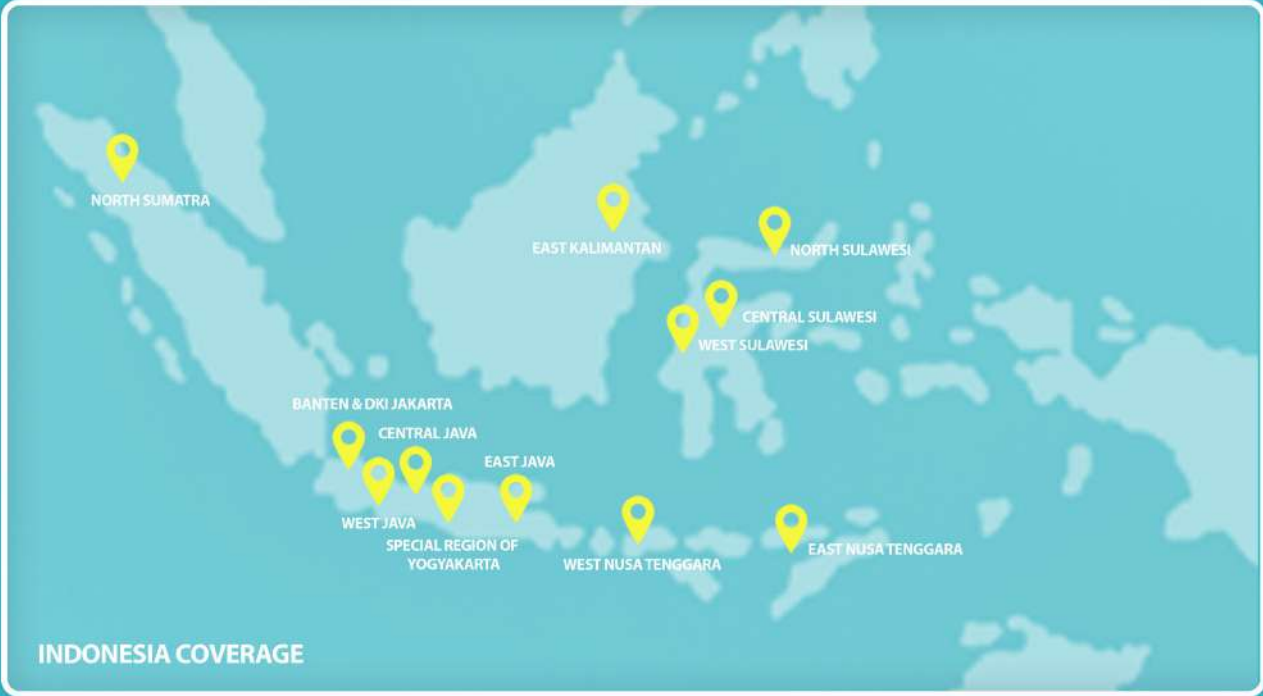 NORTH SUMATRA
EAST KALIMANTAN
NORTH SULAWESI
CENTRAL SULAWESI
WEST SULAWESI
BANTEN & DKI JAKARTA
CENTRAL JAVA
EAST JAVA
WEST JAVA
SPECIAL REGION OF
YOGYAKARTA
WEST NUSA TENGGARA
EAST NUSA TENGGARA
INDONESIA COVERAGE